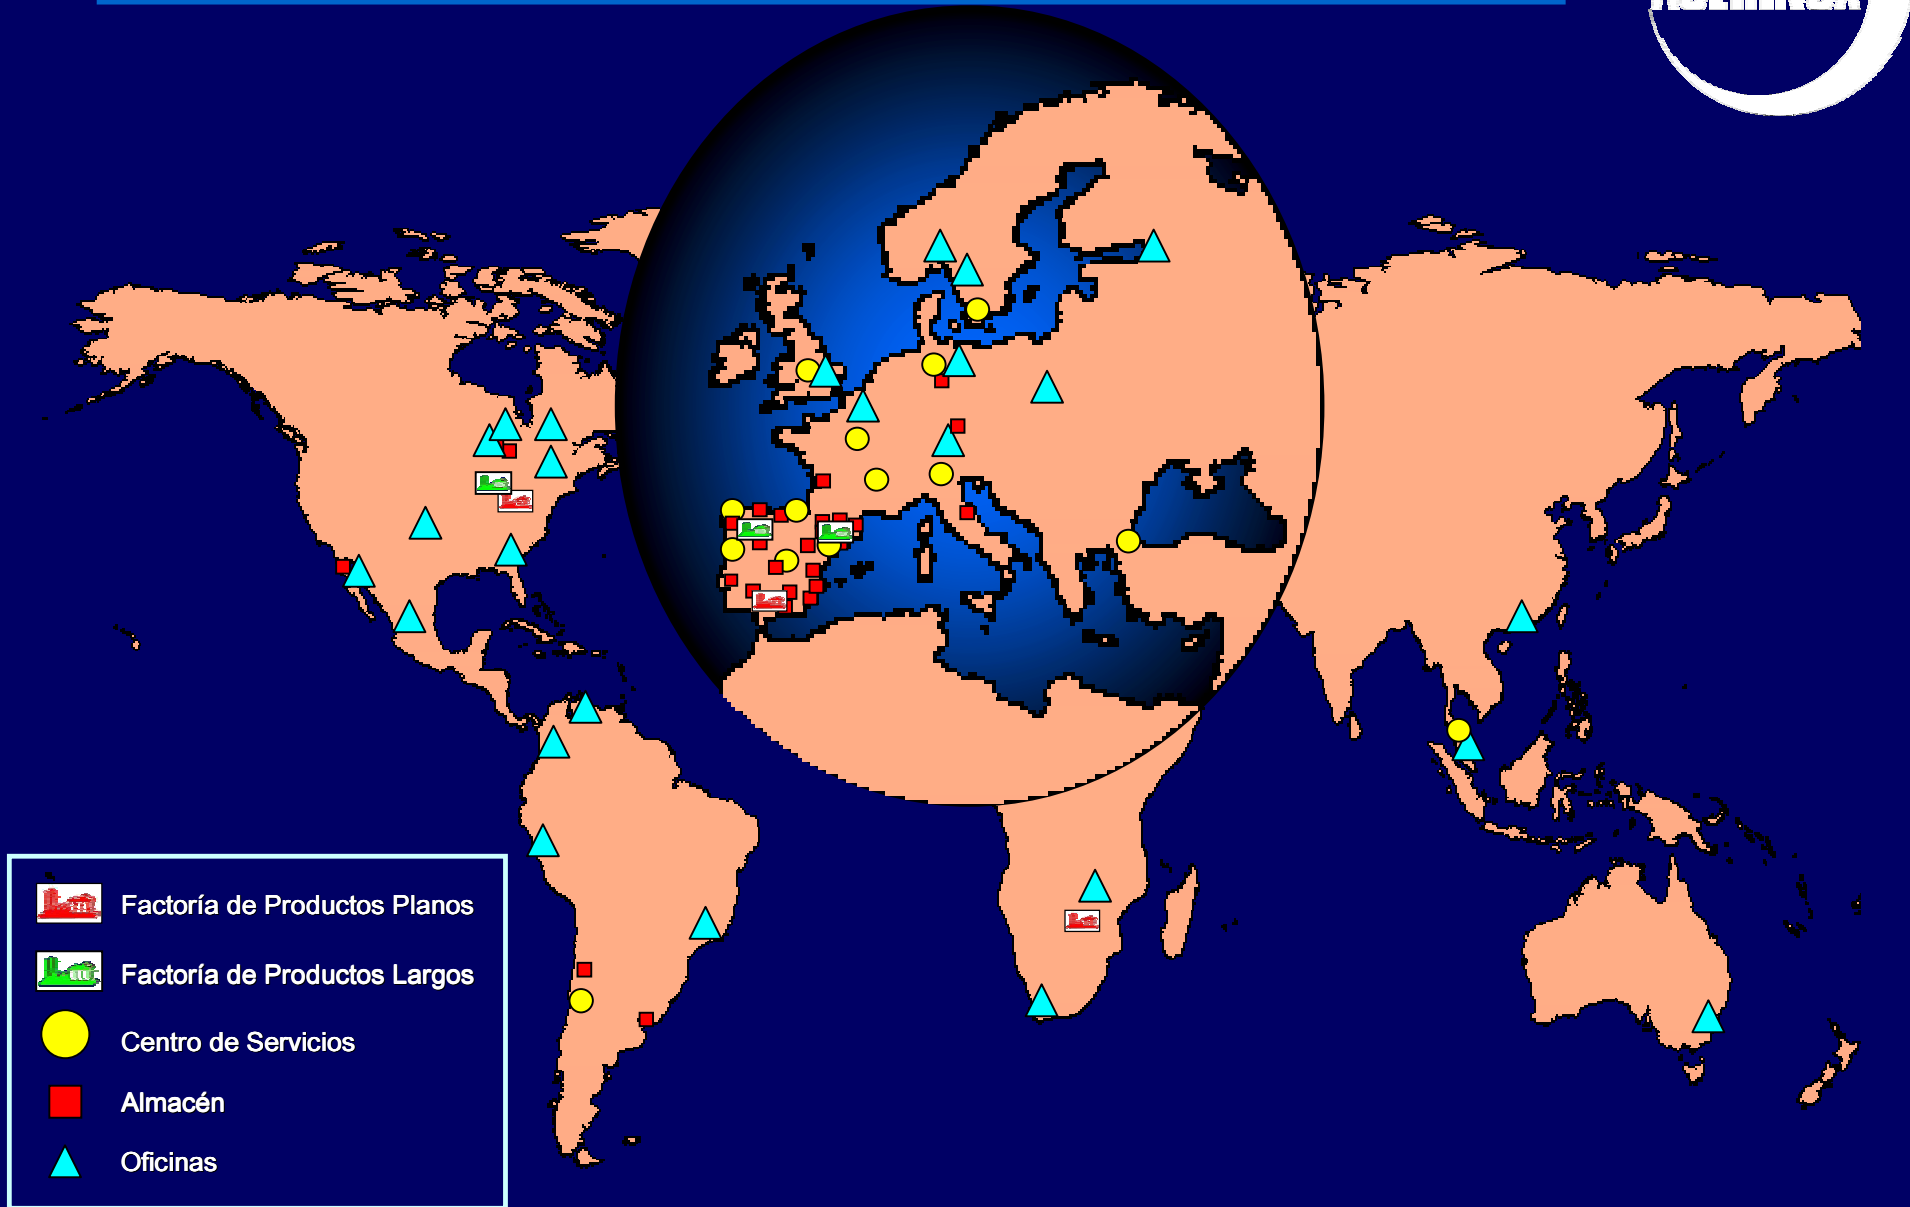 Factoría de Productos Planos
Factoría de Productos Largos
Centro de Servicios
Almacén
Oficinas